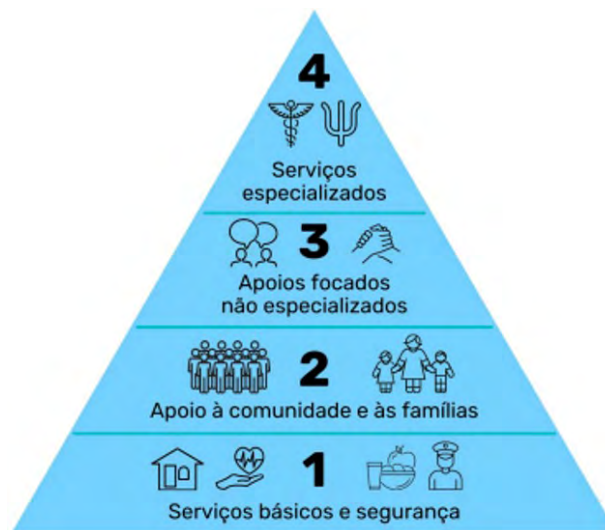 4
Serviços
especializados
3
Apoios focados
não especializados
2
Apoio à comunidade e às famílias
1
Serviços básicos e segurança